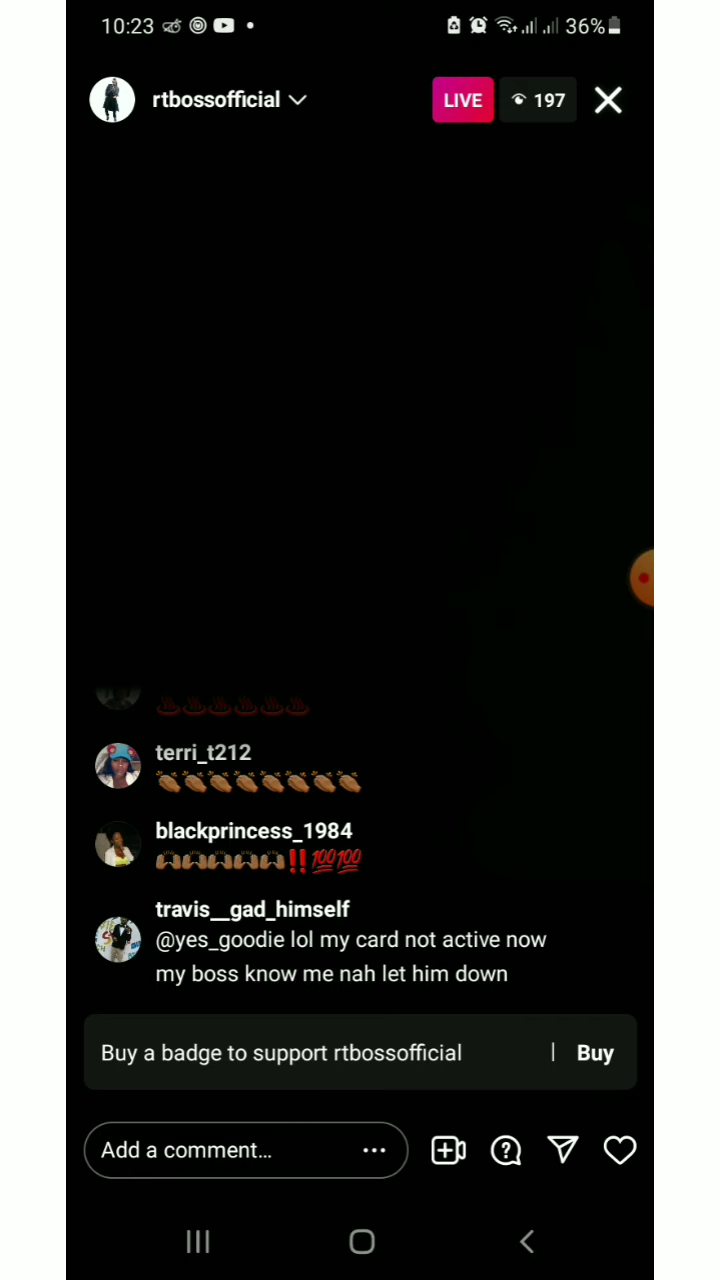 10:23 36%
rtbossofficial LIVE 197
♨️♨️♨️♨️♨️♨️
terri_t212
👏🏾👏🏾👏🏾👏🏾👏🏾👏🏾👏🏾👏🏾
blackprincess_1984
🙌🏾🙌🏾🙌🏾🙌🏾🙌🏾‼️💯💯
travis__gad_himself
@yes_goodie lol my card not active now
my boss know me nah let him down
Buy a badge to support rtbossofficial | Buy
Add a comment...